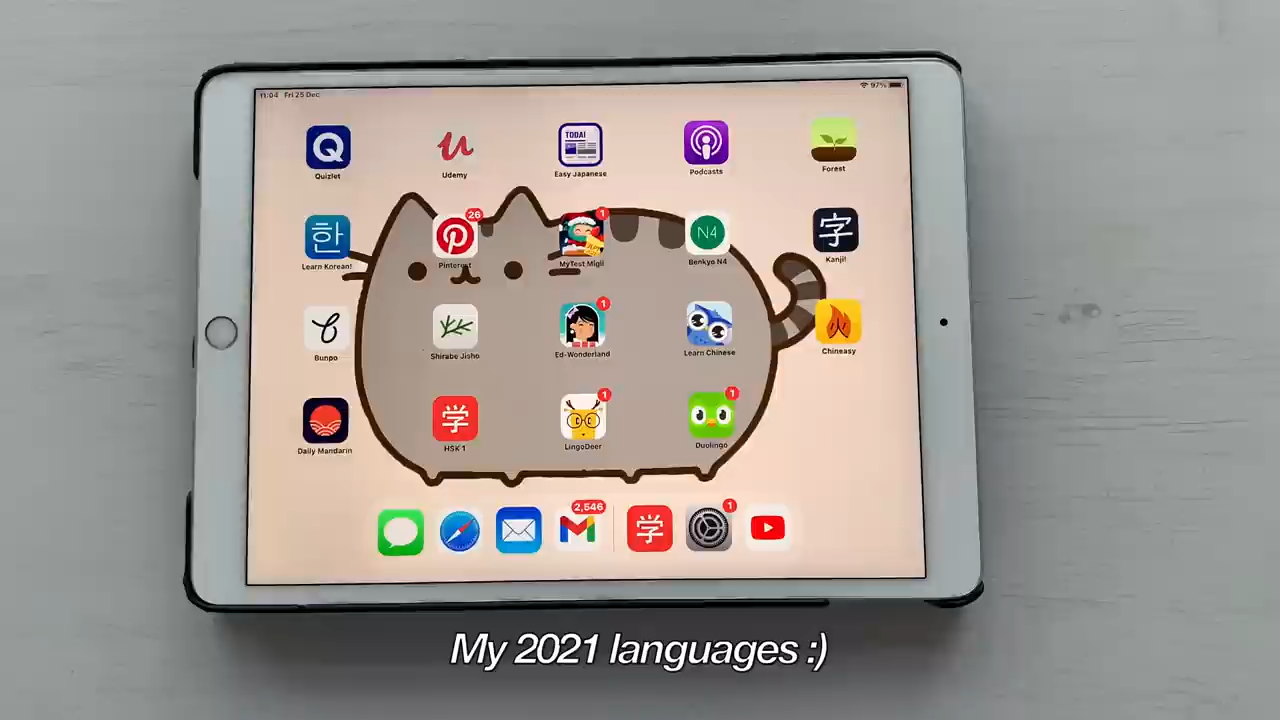 11:04 Fri 25 Dec
97%
Q
TODAI
Quizlet
Udemy
Easy Japanese
Podcasts
Forest
한
26
1
N4
字
Learn Korean!
Pinterest
MyTest Migii
Benkyo N4
Kanji!
1
Bunpo
Shirabe Jisho
Ed-Wonderland
Learn Chinese
Chineasy
学
1
1
Daily Mandarin
HSK 1
LingoDeer
Duolingo
2,546
学
1
My 2021 languages :)